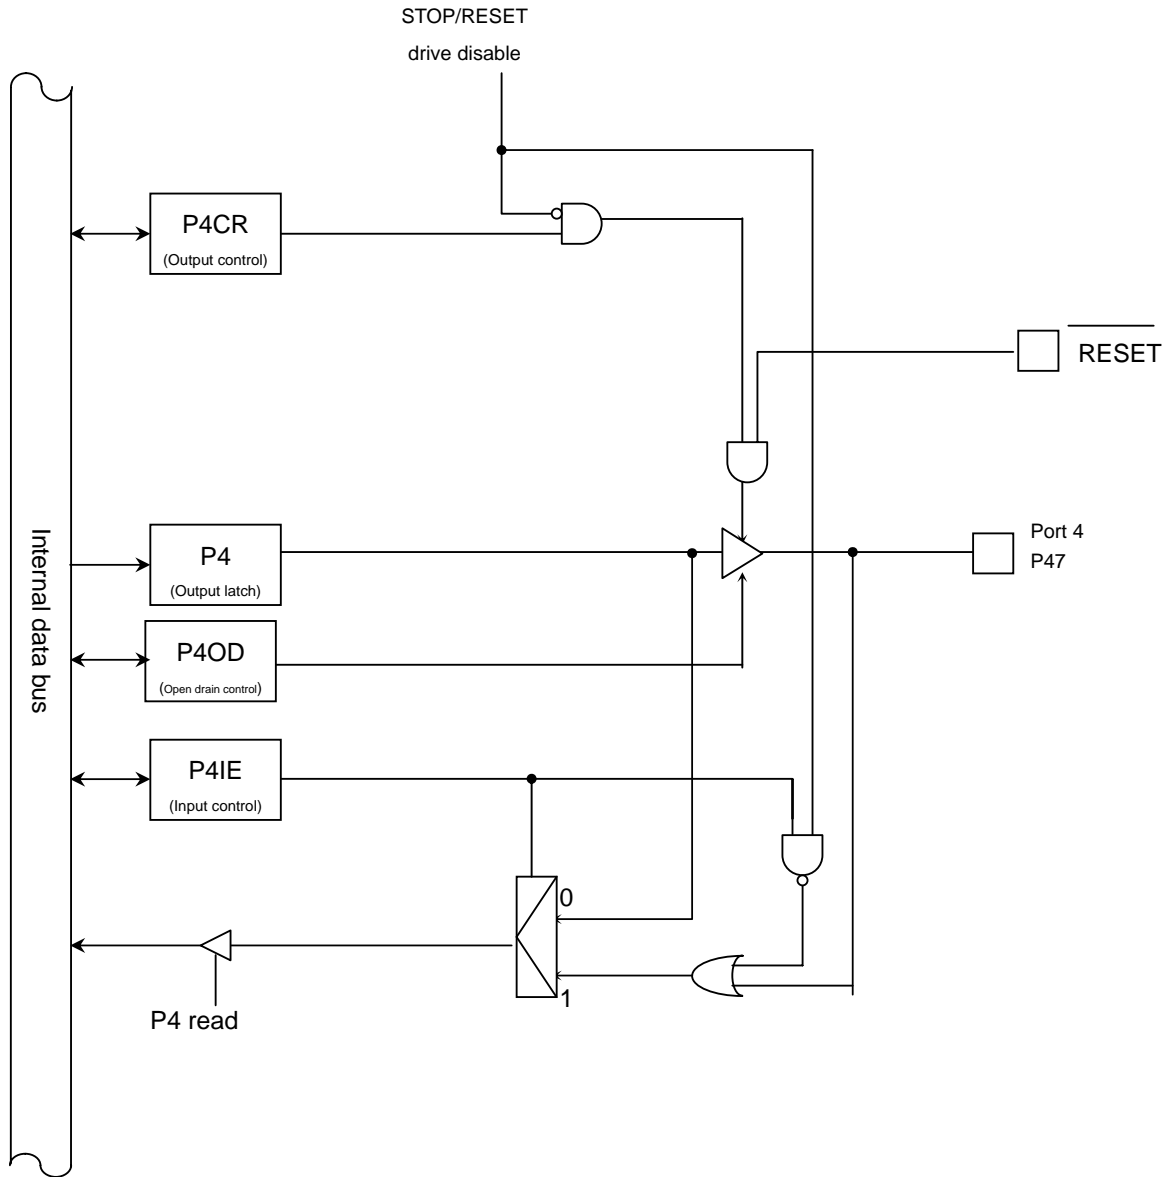 STOP/RESET
drive disable
P4CR
(Output control)
RESET
Internal data bus
P4
(Output latch)
Port 4
P47
P4OD
(Open drain control)
P4IE
(Input control)
0
1
P4 read